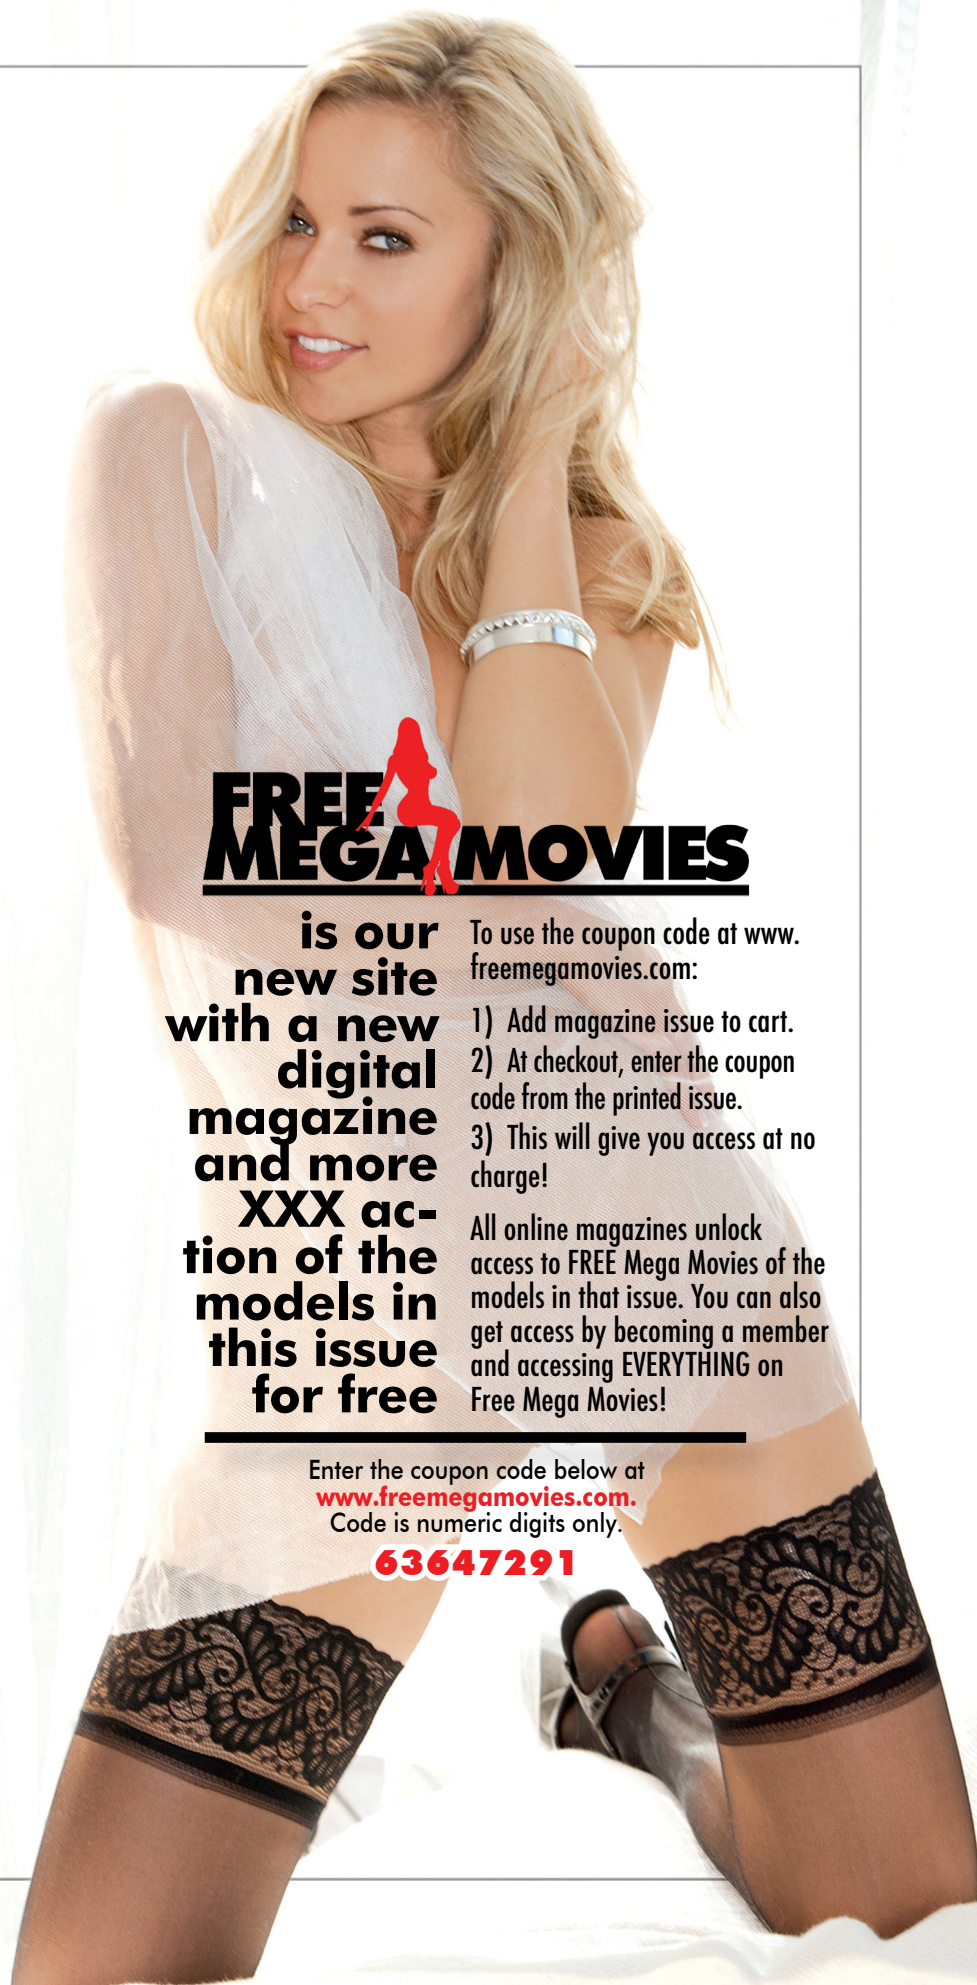 FREE
MEGA MOVIES
is our
new site
with a new
digital
magazine
and more
XXX ac-
tion of the
models in
this issue
for free
To use the coupon code at www.
freemegamovies.com:
1) Add magazine issue to cart.
2) At checkout, enter the coupon
code from the printed issue.
3) This will give you access at no
charge!
All online magazines unlock
access to FREE Mega Movies of the
models in that issue. You can also
get access by becoming a member
and accessing EVERYTHING on
Free Mega Movies!
Enter the coupon code below at
www.freemegamovies.com.
Code is numeric digits only.
63647291